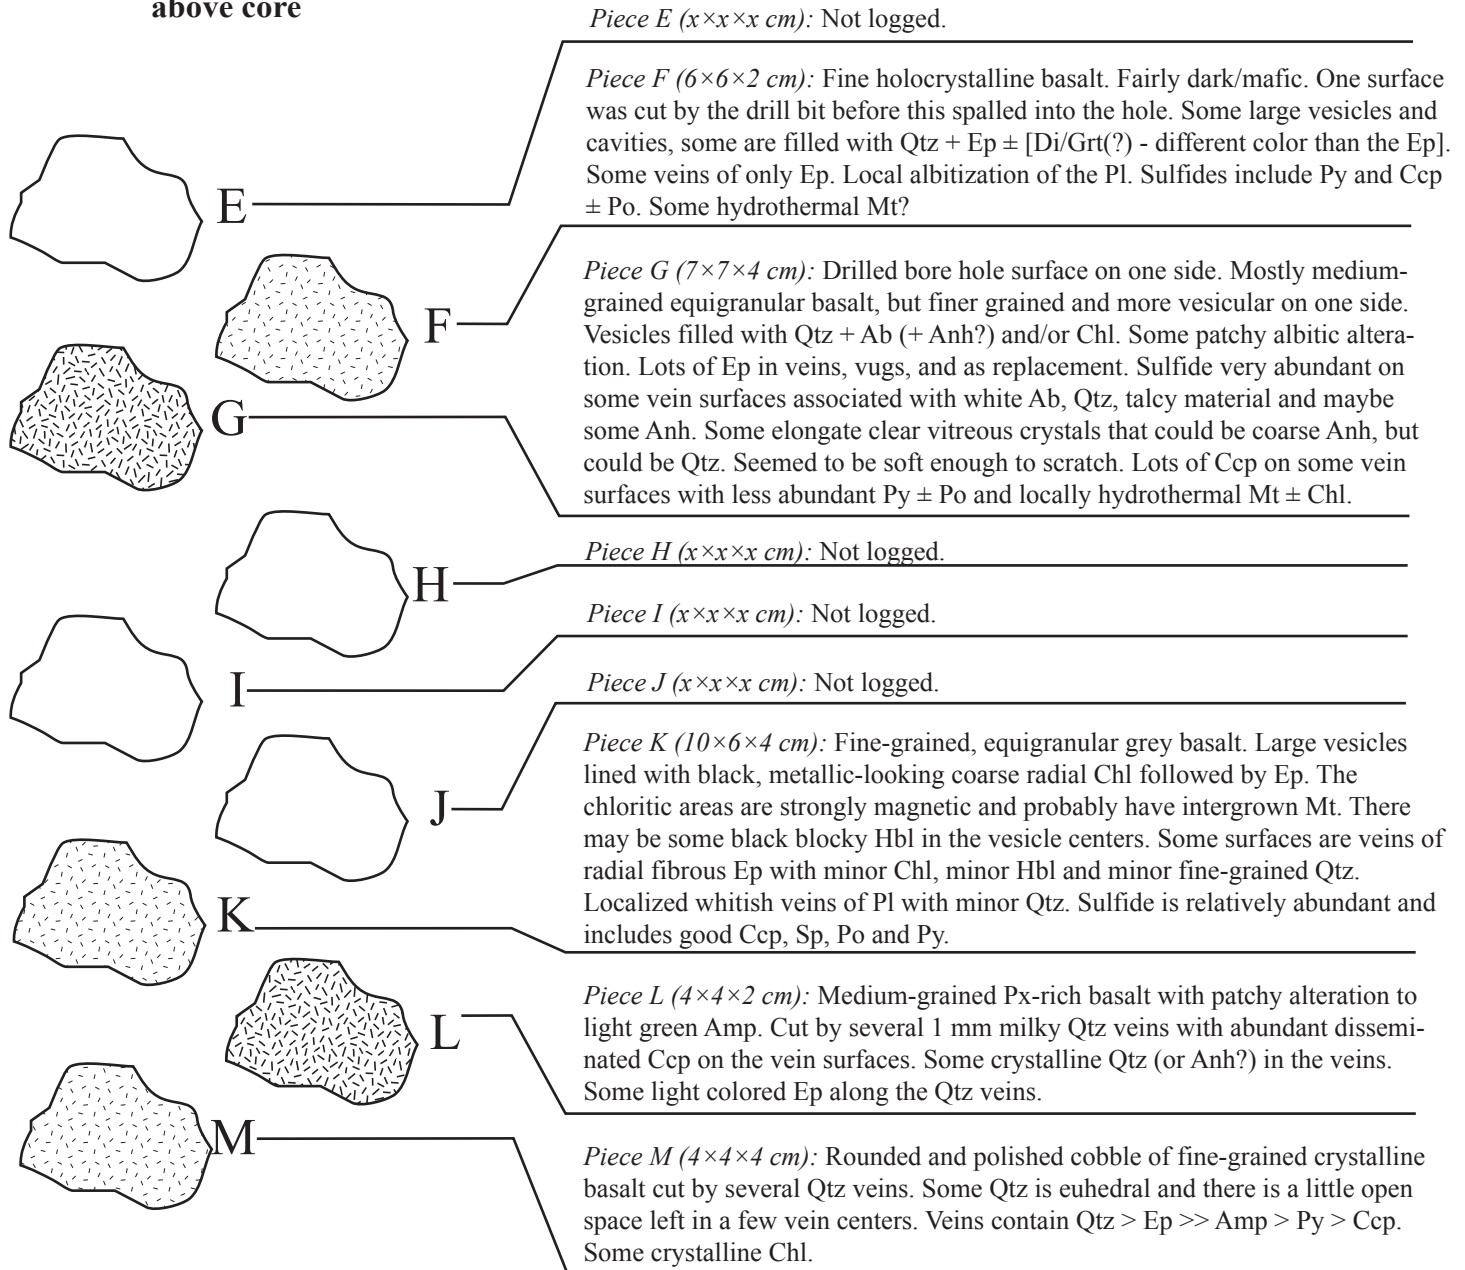 above core
Piece E (x×x×x cm): Not logged.
Piece F (6×6×2 cm): Fine holocrystalline basalt. Fairly dark/mafic. One surface
was cut by the drill bit before this spalled into the hole. Some large vesicles and
cavities, some are filled with Qtz + Ep ± [Di/Grt(?) - different color than the Ep].
Some veins of only Ep. Local albitization of the Pl. Sulfides include Py and Ccp
± Po. Some hydrothermal Mt?
E
F
Piece G (7×7×4 cm): Drilled bore hole surface on one side. Mostly medium-
grained equigranular basalt, but finer grained and more vesicular on one side.
Vesicles filled with Qtz + Ab (+ Anh?) and/or Chl. Some patchy albitic altera-
tion. Lots of Ep in veins, vugs, and as replacement. Sulfide very abundant on
some vein surfaces associated with white Ab, Qtz, talcy material and maybe
some Anh. Some elongate clear vitreous crystals that could be coarse Anh, but
could be Qtz. Seemed to be soft enough to scratch. Lots of Ccp on some vein
surfaces with less abundant Py ± Po and locally hydrothermal Mt ± Chl.
G
Piece H (x×x×x cm): Not logged.
H
Piece I (x×x×x cm): Not logged.
I
Piece J (x×x×x cm): Not logged.
J
Piece K (10×6×4 cm): Fine-grained, equigranular grey basalt. Large vesicles
lined with black, metallic-looking coarse radial Chl followed by Ep. The
chloritic areas are strongly magnetic and probably have intergrown Mt. There
may be some black blocky Hbl in the vesicle centers. Some surfaces are veins of
radial fibrous Ep with minor Chl, minor Hbl and minor fine-grained Qtz.
Localized whitish veins of Pl with minor Qtz. Sulfide is relatively abundant and
includes good Ccp, Sp, Po and Py.
K
Piece L (4×4×2 cm): Medium-grained Px-rich basalt with patchy alteration to
light green Amp. Cut by several 1 mm milky Qtz veins with abundant dissemi-
nated Ccp on the vein surfaces. Some crystalline Qtz (or Anh?) in the veins.
Some light colored Ep along the Qtz veins.
L
M
Piece M (4×4×4 cm): Rounded and polished cobble of fine-grained crystalline
basalt cut by several Qtz veins. Some Qtz is euhedral and there is a little open
space left in a few vein centers. Veins contain Qtz > Ep >> Amp > Py > Ccp.
Some crystalline Chl.